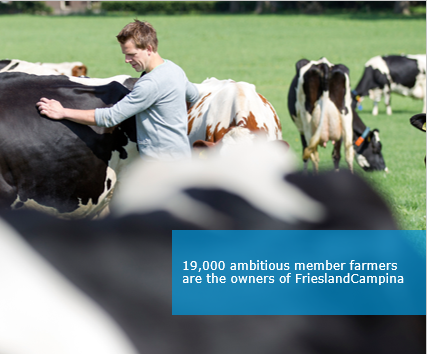 19,000 ambitious member farmers
are the owners of FrieslandCampina